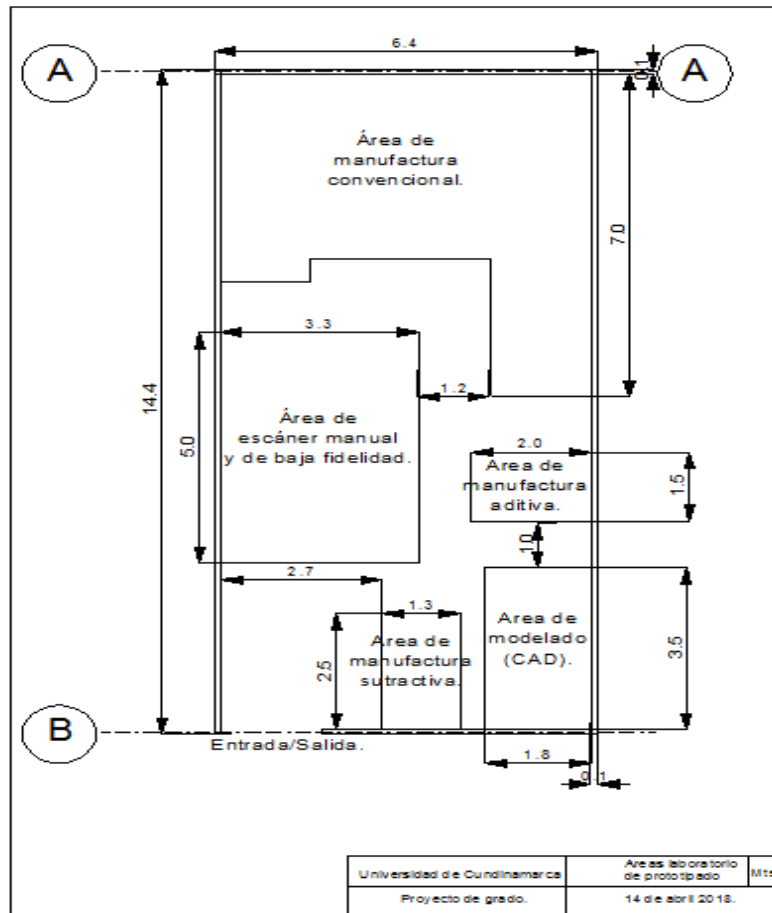 6.4
A
A
0.1
Área de
manufactura
convencional.
7.0
14.4
3.3
1.2
5.0
Área de
escáner manual
y de baja fidelidad.
2.0
Area de
manufactura
aditiva.
1.5
1.0
2.7
1.3
2.5
Área de
manufactura
sutractiva.
Area de
modelado
(CAD).
3.5
B
Entrada/Salida.
1.8
0.1
Universidad de Cundinamarca
Areas laboratorio
de prototipado
Mts
Proyecto de grado.
14 de abril 2018.